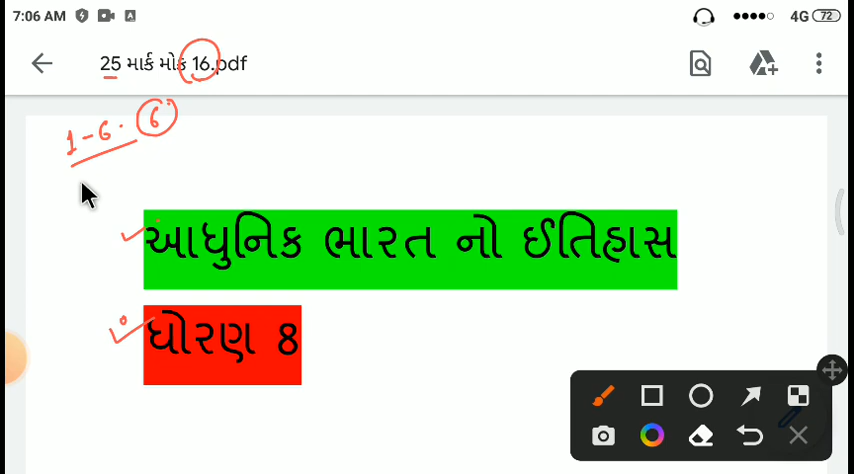 7:06 AM 4G 72
25 માર્ક મોક 16.pdf
1-6. 6
આધુનિક ભારત નો ઈતિહાસ
ધોરણ 8